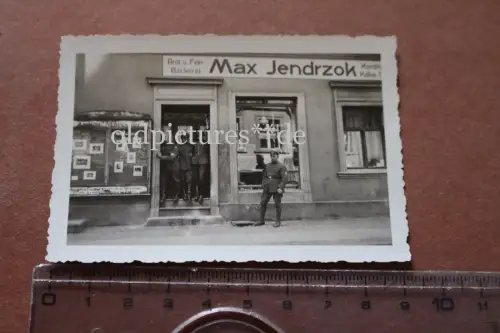 Brot u. Fein
Bäckerei
Max Jendrzok
oldpictures**de
0 1 2 3 4 5 6 7 8 9 10 11